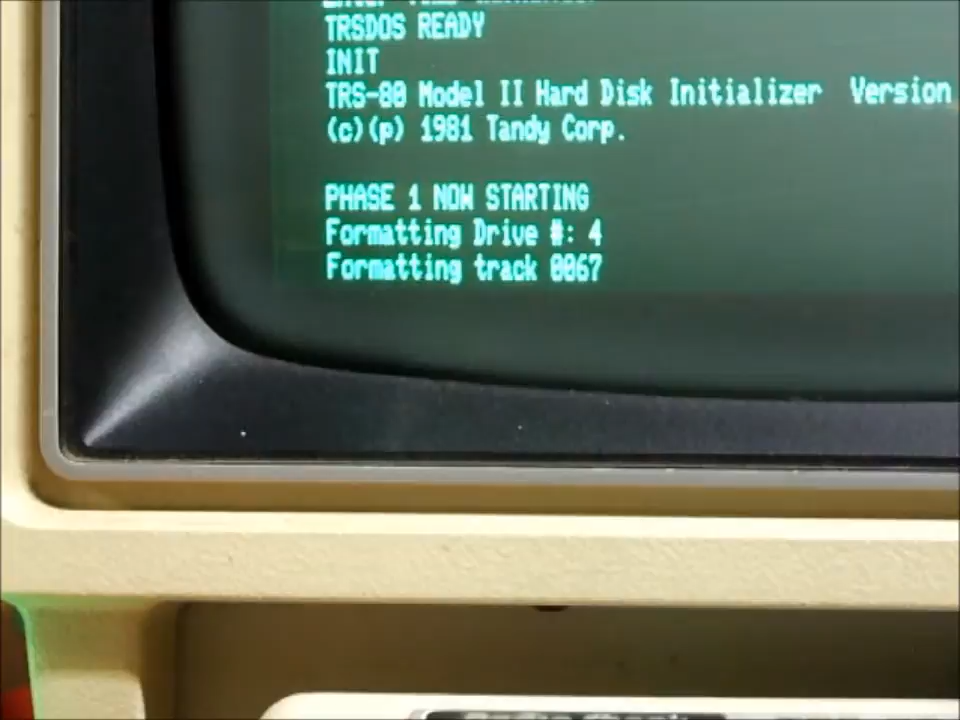 TRSDOS READY
INIT
TRS-80 Model II Hard Disk Initializer  Version
(c)(p) 1981 Tandy Corp.
PHASE 1 NOW STARTING
Formatting Drive #: 4
Formatting track 0067